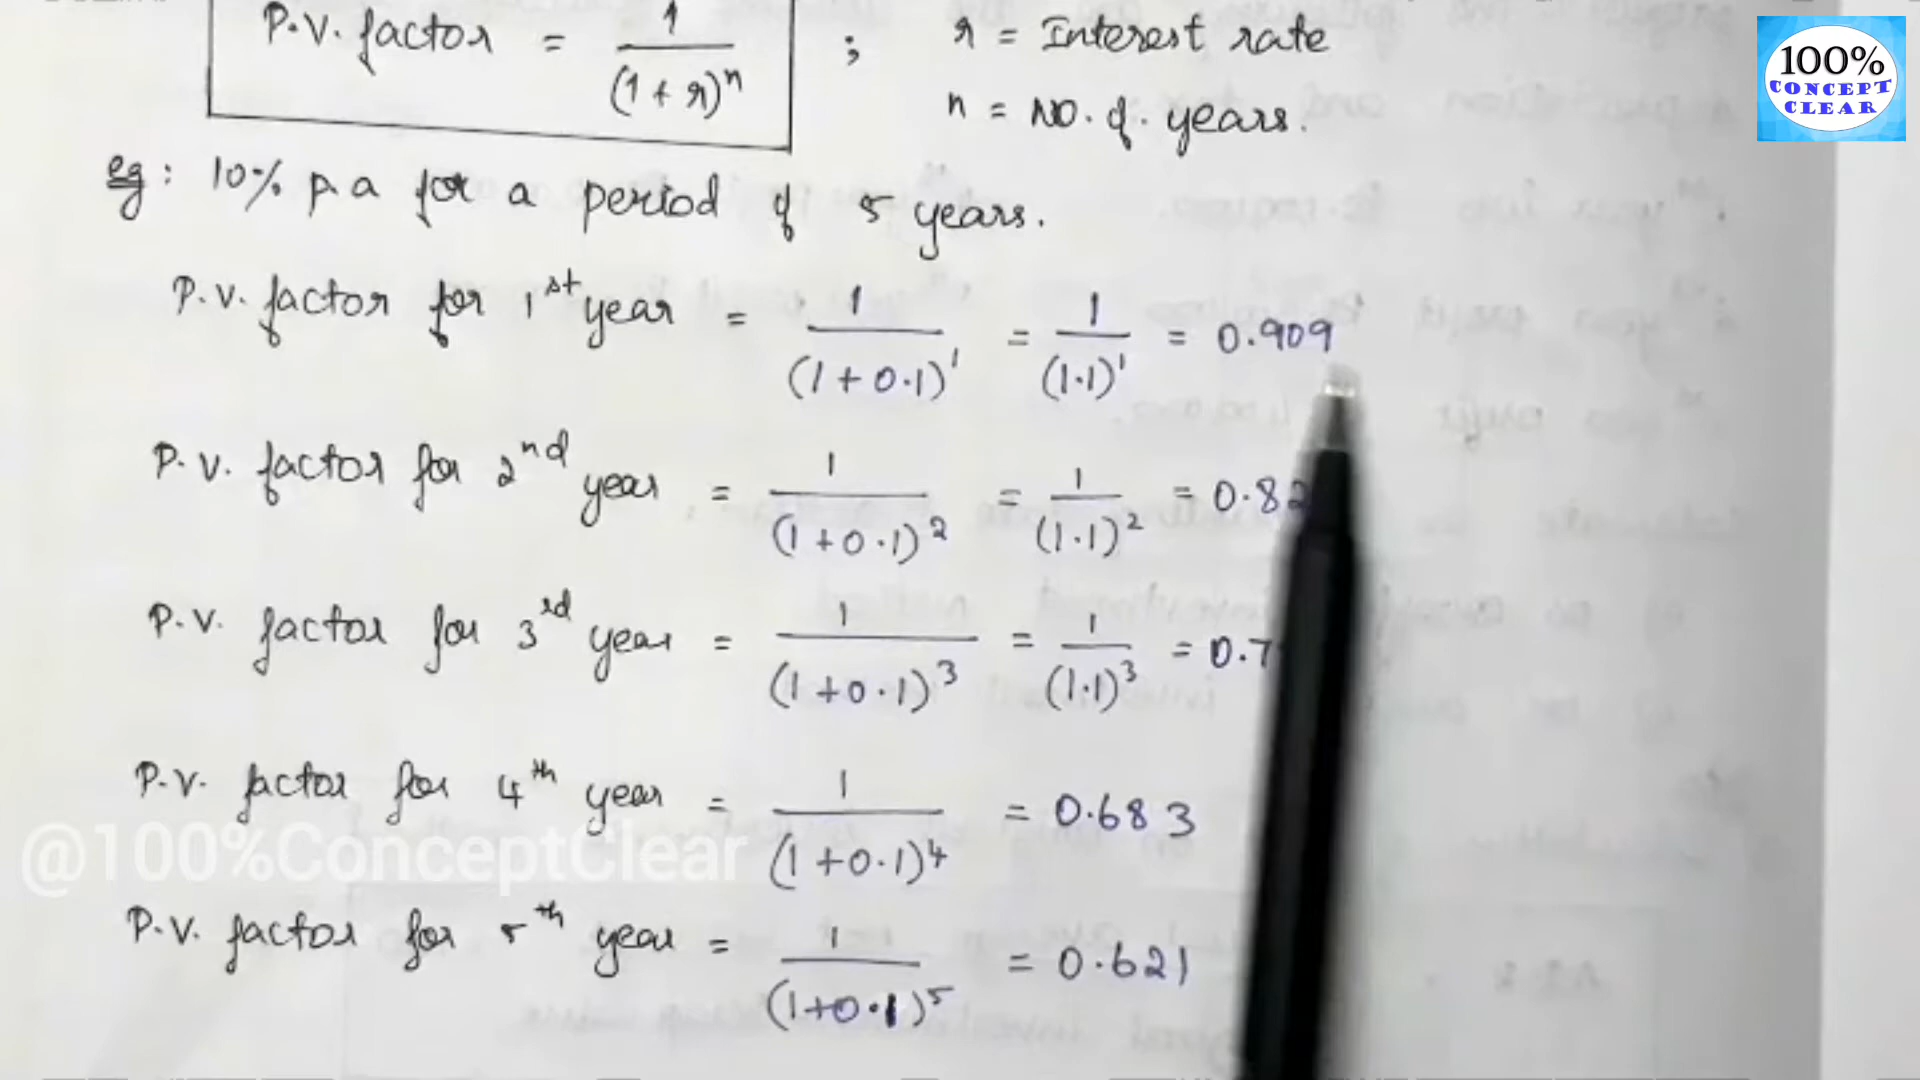 P.V. factor = 1 / (1 + r)^n ; r = Interest rate
n = NO. of. years.
100%
CONCEPT
CLEAR
eg : 10% p.a for a period of 5 years.
P.V. factor for 1st year = 1 / (1 + 0.1)^1 = 1 / (1.1)^1 = 0.909
P.V. factor for 2nd year = 1 / (1 + 0.1)^2 = 1 / (1.1)^2 = 0.82
P.V. factor for 3rd year = 1 / (1 + 0.1)^3 = 1 / (1.1)^3 = 0.7
P.V. factor for 4th year = 1 / (1 + 0.1)^4 = 0.683
@100%ConceptClear
P.V. factor for 5th year = 1 / (1+0.1)^5 = 0.621